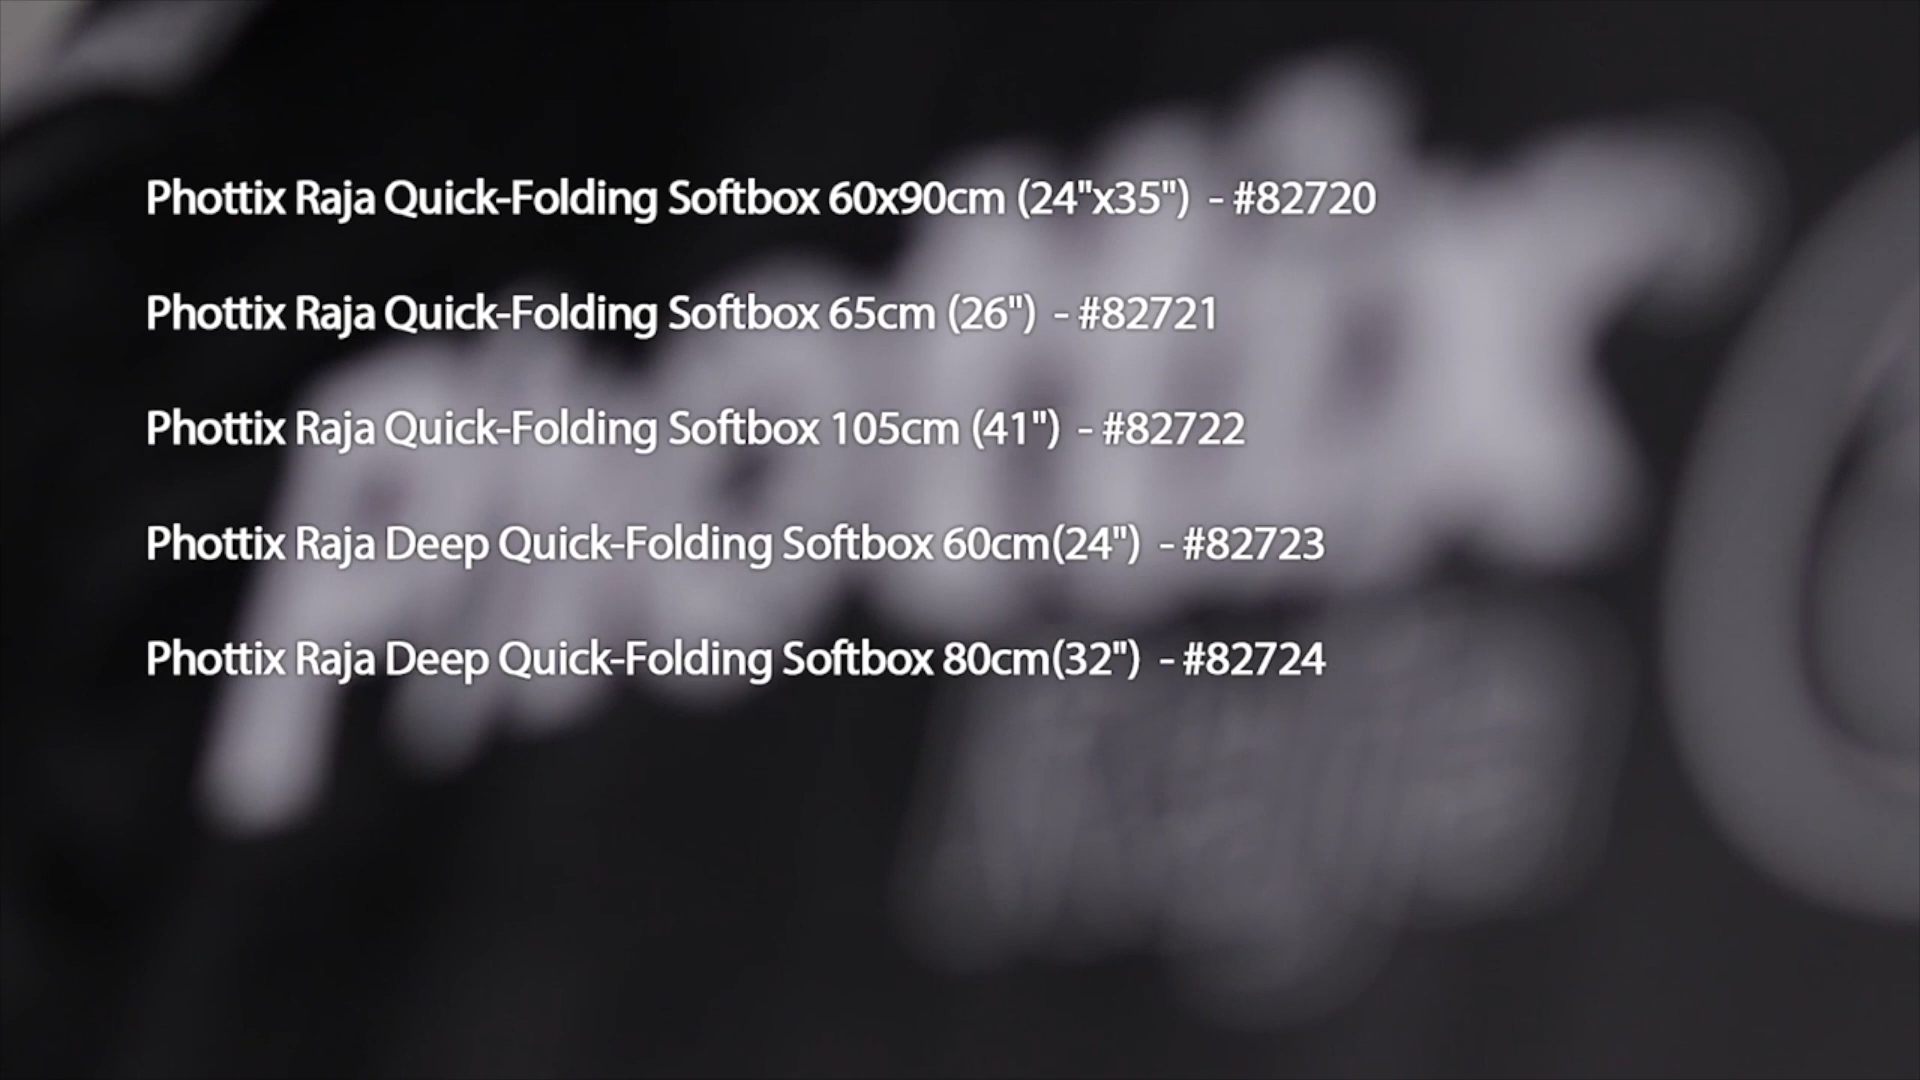 Phottix Raja Quick-Folding Softbox 60x90cm (24"x35") - #82720
Phottix Raja Quick-Folding Softbox 65cm (26") - #82721
Phottix Raja Quick-Folding Softbox 105cm (41") - #82722
Phottix Raja Deep Quick-Folding Softbox 60cm(24") - #82723
Phottix Raja Deep Quick-Folding Softbox 80cm(32") - #82724
Phottix